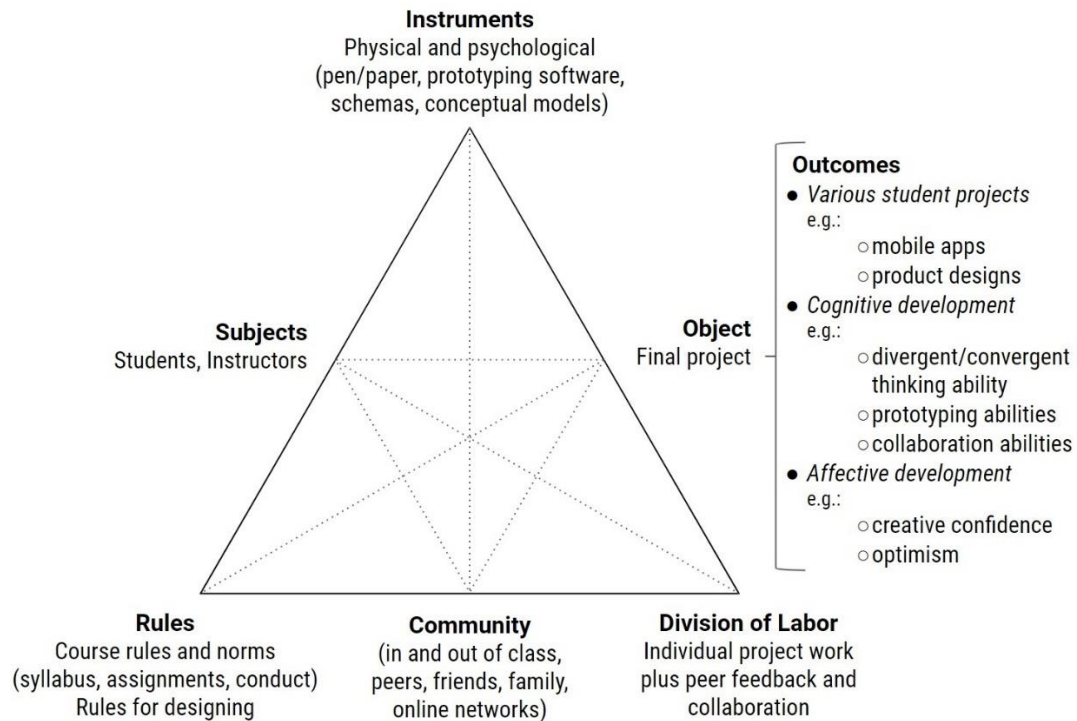 Instruments
Physical and psychological
(pen/paper, prototyping software,
schemas, conceptual models)
Subjects
Students, Instructors
Object
Final project
Outcomes
● Various student projects
e.g.:
○ mobile apps
○ product designs
● Cognitive development
e.g.:
○ divergent/convergent
thinking ability
○ prototyping abilities
○ collaboration abilities
● Affective development
e.g.:
○ creative confidence
○ optimism
Rules
Course rules and norms
(syllabus, assignments, conduct)
Rules for designing
Community
(in and out of class,
peers, friends, family,
online networks)
Division of Labor
Individual project work
plus peer feedback and
collaboration